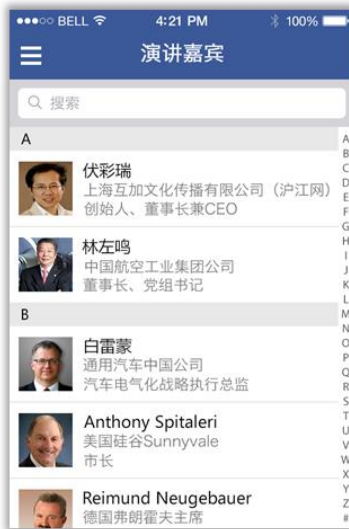 BELL 4:21 PM 100%
演讲嘉宾
搜索
A
伏彩瑞
上海互加文化传播有限公司（沪江网）
创始人、董事长兼CEO
林左鸣
中国航空工业集团公司
董事长、党组书记
B
白雷蒙
通用汽车中国公司
汽车电气化战略执行总监
Anthony Spitaleri
美国硅谷Sunnyvale
市长
Reimund Neugebauer
德国弗朗霍夫主席
A
B
C
D
E
F
G
H
I
J
K
L
M
N
O
P
Q
R
S
T
U
V
W
X
Y
Z
#